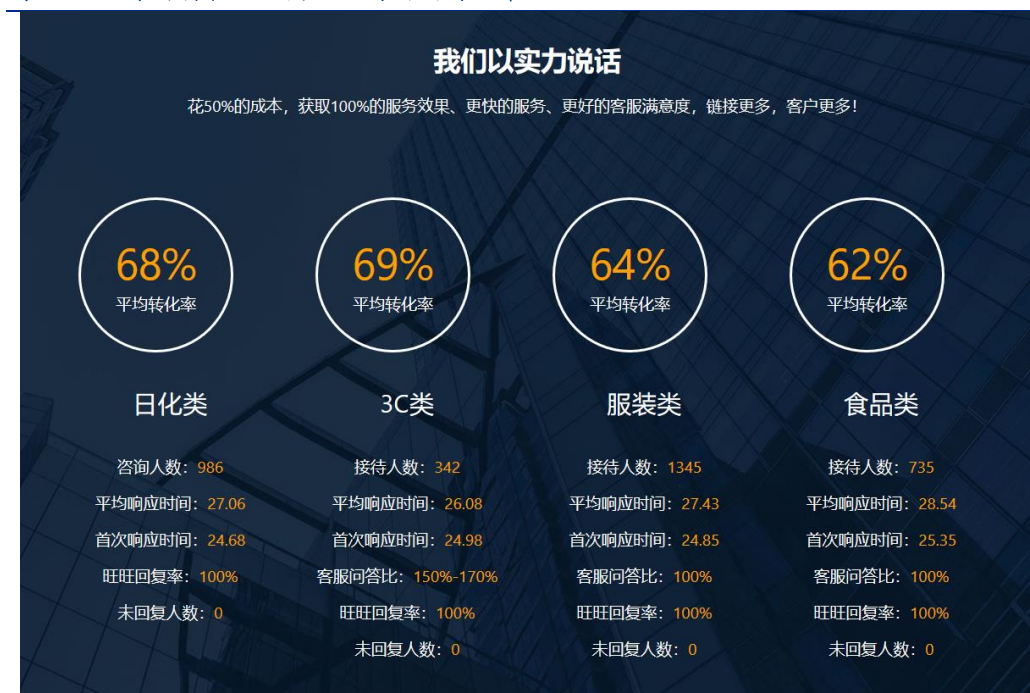 我们以实力说话
花50%的成本，获取100%的服务效果、更快的服务、更好的客服满意度，链接更多，客户更多！
68%
平均转化率
69%
平均转化率
64%
平均转化率
62%
平均转化率
日化类
3C类
服装类
食品类
咨询人数：986
平均响应时间：27.06
首次响应时间：24.68
旺旺回复率：100%
未回复人数：0
接待人数：342
平均响应时间：26.08
首次响应时间：24.98
客服问答比：150%-170%
旺旺回复率：100%
未回复人数：0
接待人数：1345
平均响应时间：27.43
首次响应时间：24.85
客服问答比：100%
旺旺回复率：100%
未回复人数：0
接待人数：735
平均响应时间：28.54
首次响应时间：25.35
客服问答比：100%
旺旺回复率：100%
未回复人数：0